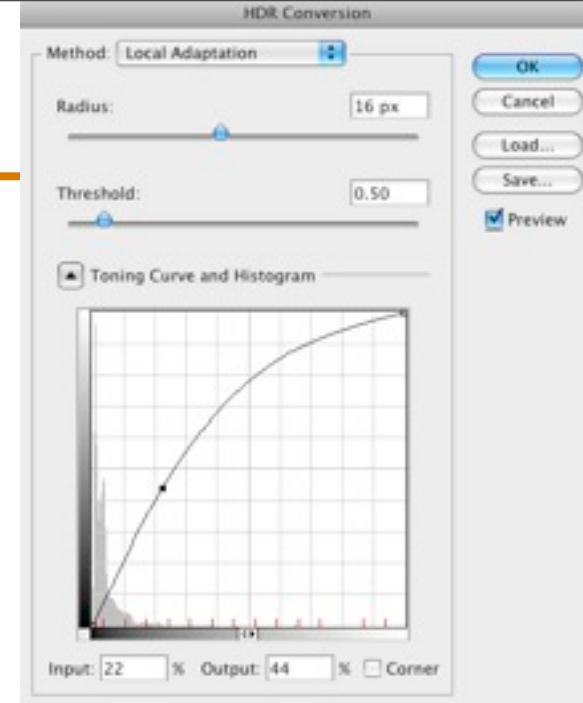 HDR Conversion
Method: Local Adaptation
OK
Cancel
Load...
Save...
Preview
Radius: 16 px
Threshold: 0.50
Toning Curve and Histogram
Input: 22 % Output: 44 % Corner